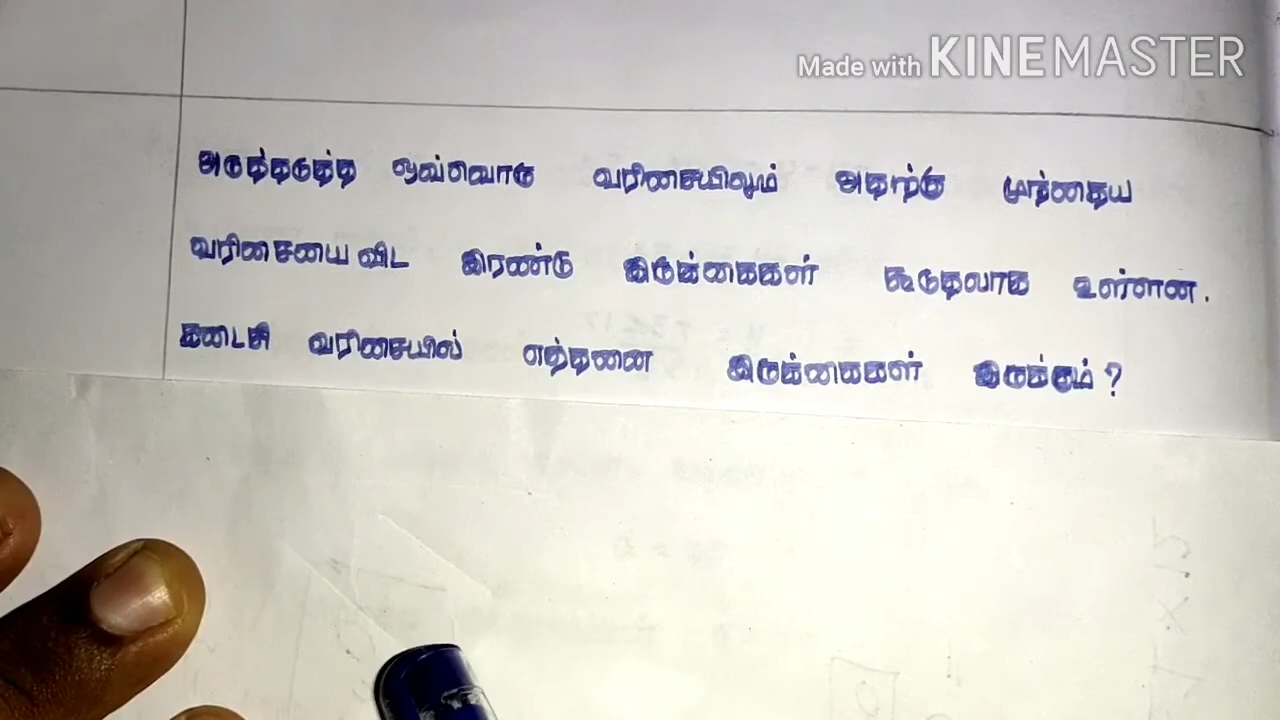 Made with KINEMASTER
அடுத்தடுத்த ஒவ்வொரு வரிசையிலும் அதற்கு முந்தைய
வரிசையை விட இரண்டு இருக்கைகள் கூடுதலாக உள்ளன.
கடைசி வரிசையில் எத்தனை இருக்கைகள் இருக்கும்?